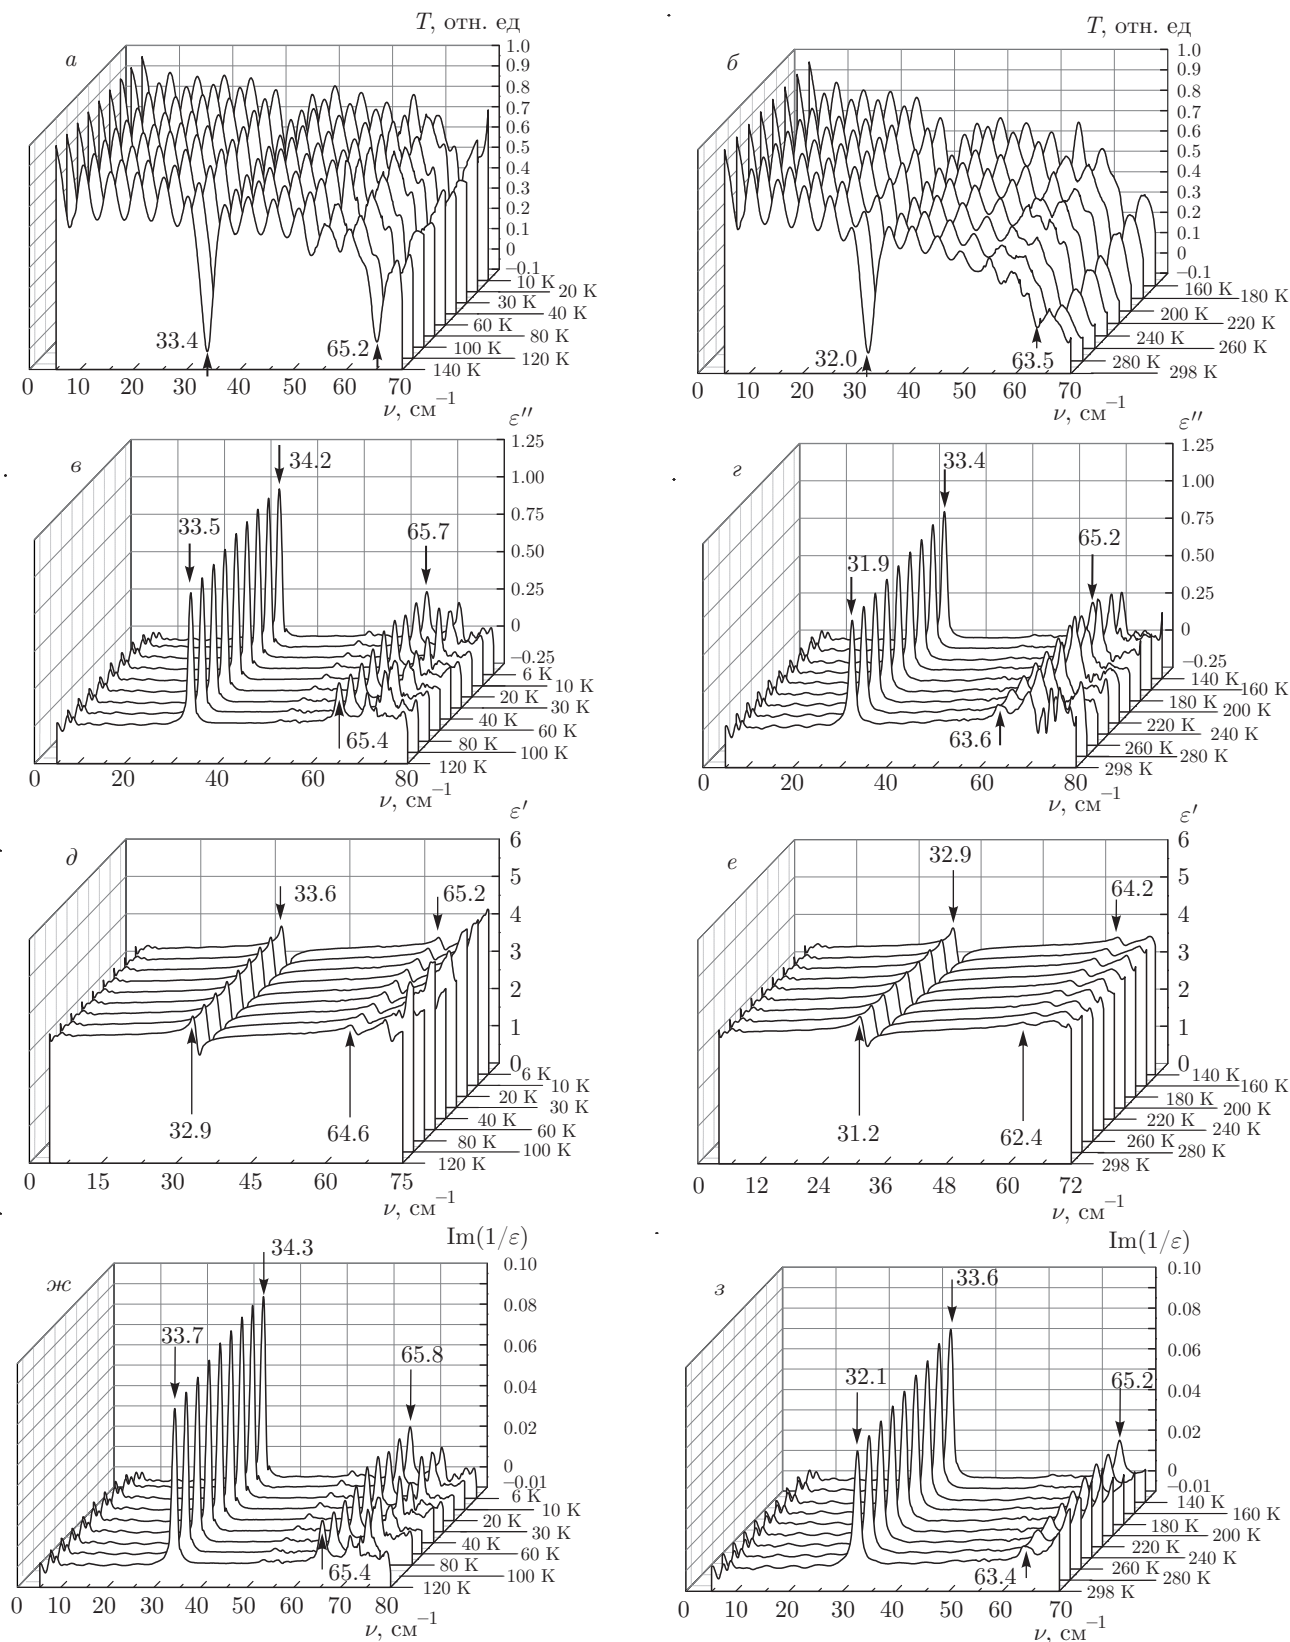 T, отн. ед
а
1.0
0.9
0.8
0.7
0.6
0.5
0.4
0.3
0.2
0.1
0
−0.1
10 K
20 K
30 K
40 K
60 K
80 K
100 K
120 K
140 K
33.4
65.2
0 10 20 30 40 50 60 70
ν, см−1
T, отн. ед
б
1.0
0.9
0.8
0.7
0.6
0.5
0.4
0.3
0.2
0.1
0
−0.1
160 K
180 K
200 K
220 K
240 K
260 K
280 K
298 K
32.0
63.5
0 10 20 30 40 50 60 70
ν, см−1
ε′′
в
1.25
1.00
0.75
0.50
0.25
0
−0.25
34.2
33.5
65.7
65.4
6 K
10 K
20 K
30 K
40 K
60 K
80 K
100 K
120 K
0 20 40 60 80
ν, см−1
ε′′
г
1.25
1.00
0.75
0.50
0.25
0
−0.25
33.4
31.9
65.2
63.6
140 K
160 K
180 K
200 K
220 K
240 K
260 K
280 K
298 K
0 20 40 60 80
ν, см−1
ε′
д
6
5
4
3
2
1
0
33.6
65.2
32.9
64.6
6 K
10 K
20 K
30 K
40 K
60 K
80 K
100 K
120 K
0 15 30 45 60 75
ν, см−1
ε′
е
6
5
4
3
2
1
0
32.9
64.2
31.2
62.4
140 K
160 K
180 K
200 K
220 K
240 K
260 K
280 K
298 K
0 12 24 36 48 60 72
ν, см−1
Im(1/ε)
ж
0.10
0.08
0.06
0.04
0.02
0
−0.01
34.3
33.7
65.8
65.4
6 K
10 K
20 K
30 K
40 K
60 K
80 K
100 K
120 K
0 10 20 30 40 50 60 70 80
ν, см−1
Im(1/ε)
з
0.10
0.08
0.06
0.04
0.02
0
−0.01
33.6
32.1
65.2
63.4
140 K
160 K
180 K
200 K
220 K
240 K
260 K
280 K
298 K
0 10 20 30 40 50 60 70
ν, см−1